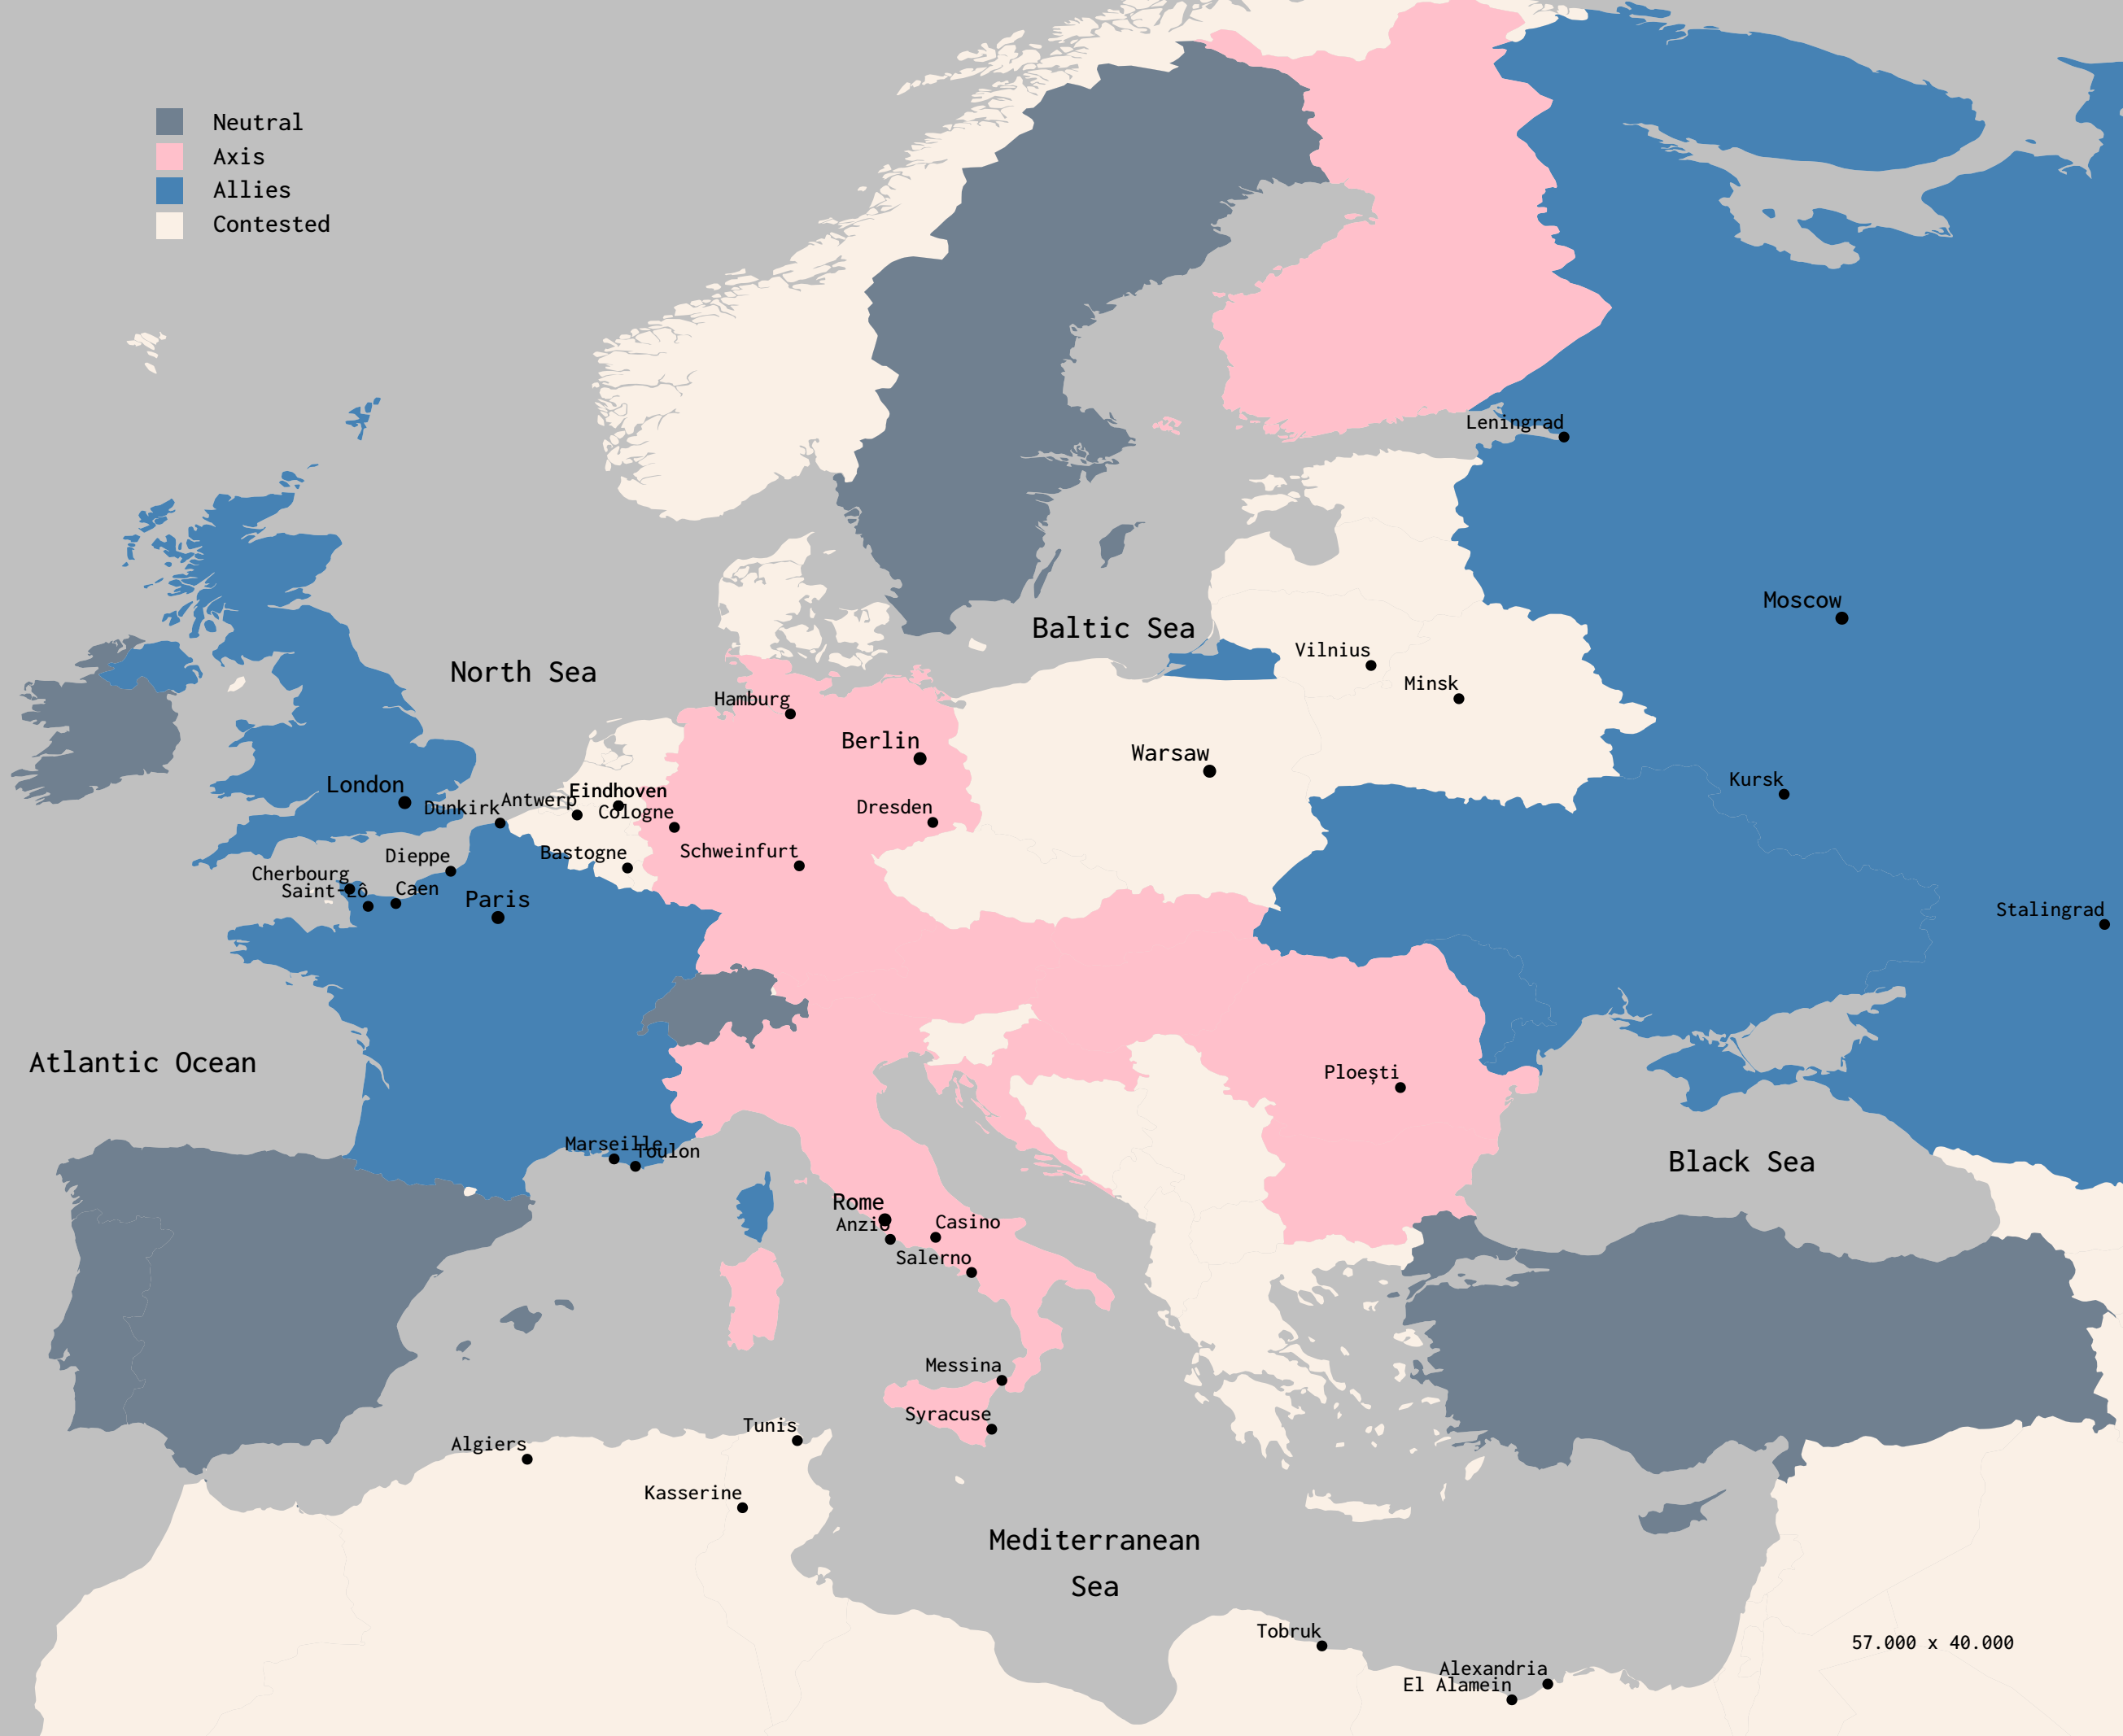 Neutral
Axis
Allies
Contested
Leningrad
Moscow
Baltic Sea
Vilnius
North Sea
Minsk
Hamburg
Berlin
Warsaw
Kursk
London
Eindhoven
Antwerp
Dunkirk
Cologne
Dresden
Schweinfurt
Bastogne
Dieppe
Cherbourg
Saint-Lô
Caen
Paris
Stalingrad
Atlantic Ocean
Ploești
Marseille
Toulon
Black Sea
Rome
Anzio
Casino
Salerno
Messina
Syracuse
Tunis
Algiers
Kasserine
Mediterranean
Sea
Tobruk
57.000 x 40.000
Alexandria
El Alamein